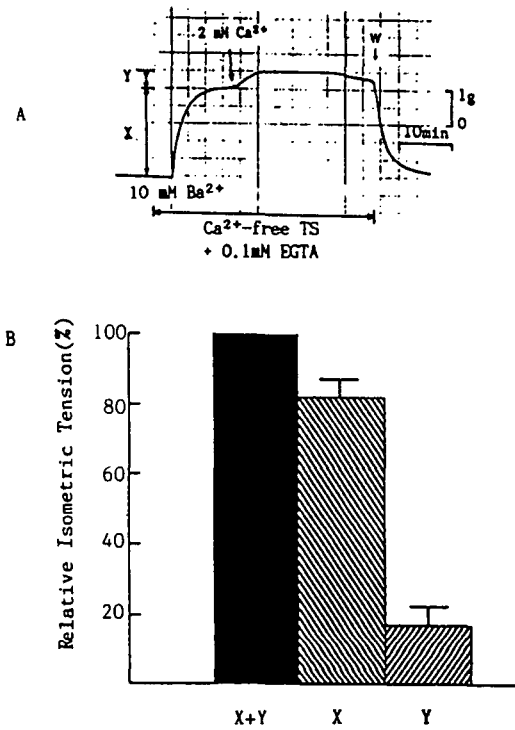 A
2 mM Ca²⁺
W
Y
X
1g
0
10min
10 mM Ba²⁺
Ca²⁺-free TS
+ 0.1mM EGTA
B
Relative Isometric Tension(%)
100
80
60
40
20
X+Y
X
Y